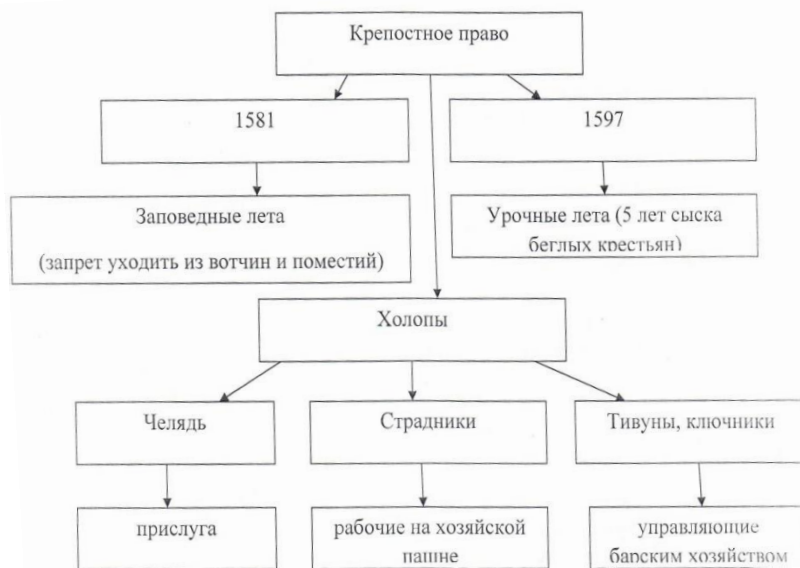 Крепостное право
1581
1597
Заповедные лета
(запрет уходить из вотчин и поместий)
Урочные лета (5 лет сыска
беглых крестьян)
Холопы
Челядь
Страдники
Тивуны, ключники
прислуга
рабочие на хозяйской
пашне
управляющие
барским хозяйством